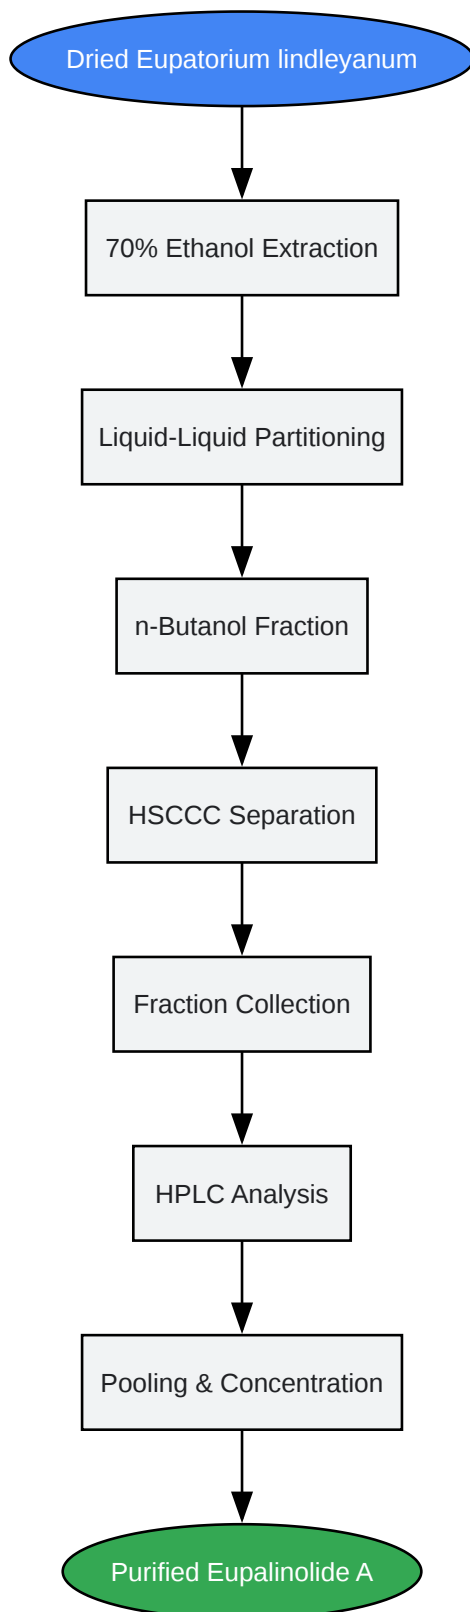 Dried Eupatorium lindleyanum
70% Ethanol Extraction
Liquid-Liquid Partitioning
n-Butanol Fraction
HSCCC Separation
Fraction Collection
HPLC Analysis
Pooling & Concentration
Purified Eupalinolide A